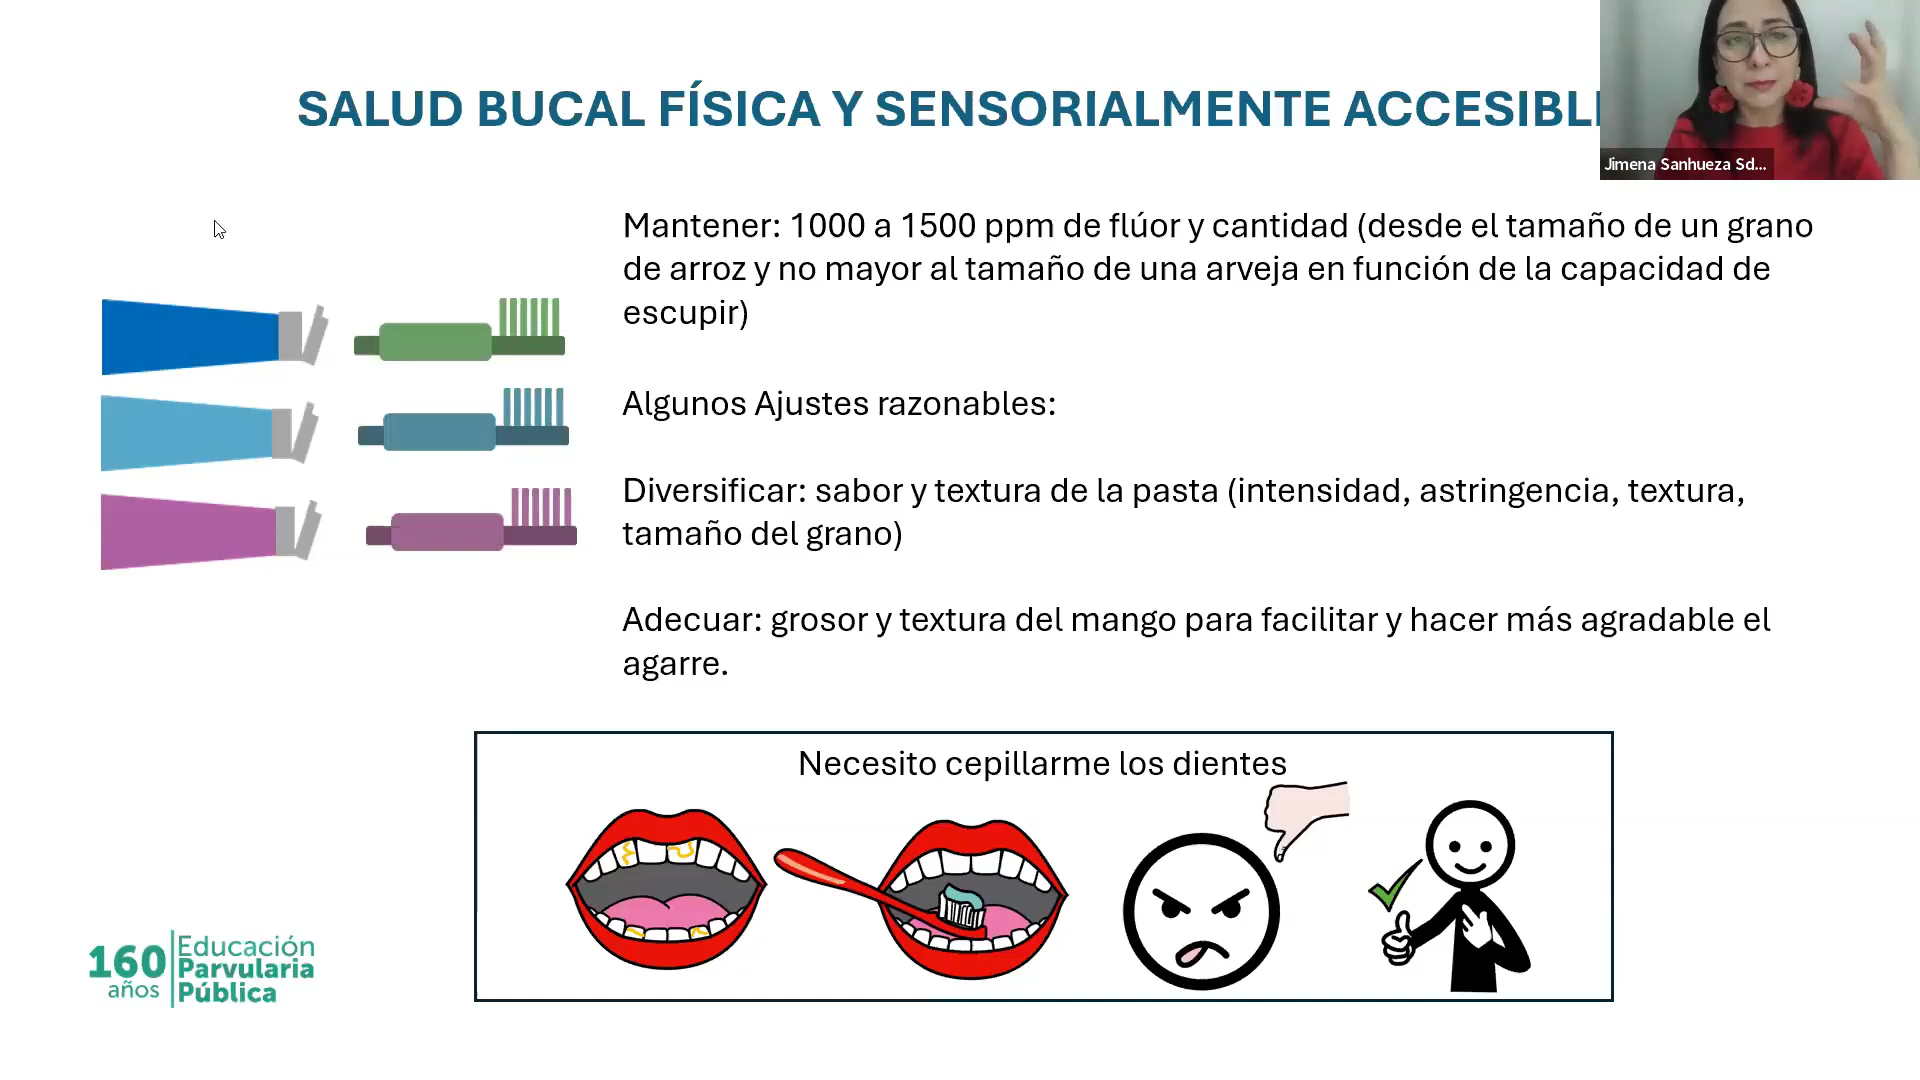 SALUD BUCAL FÍSICA Y SENSORIALMENTE ACCESIBL
Jimena Sanhueza Sd...
Mantener: 1000 a 1500 ppm de flúor y cantidad (desde el tamaño de un grano
de arroz y no mayor al tamaño de una arveja en función de la capacidad de
escupir)
Algunos Ajustes razonables:
Diversificar: sabor y textura de la pasta (intensidad, astringencia, textura,
tamaño del grano)
Adecuar: grosor y textura del mango para facilitar y hacer más agradable el
agarre.
Necesito cepillarme los dientes
160 años
Educación
Parvularia
Pública